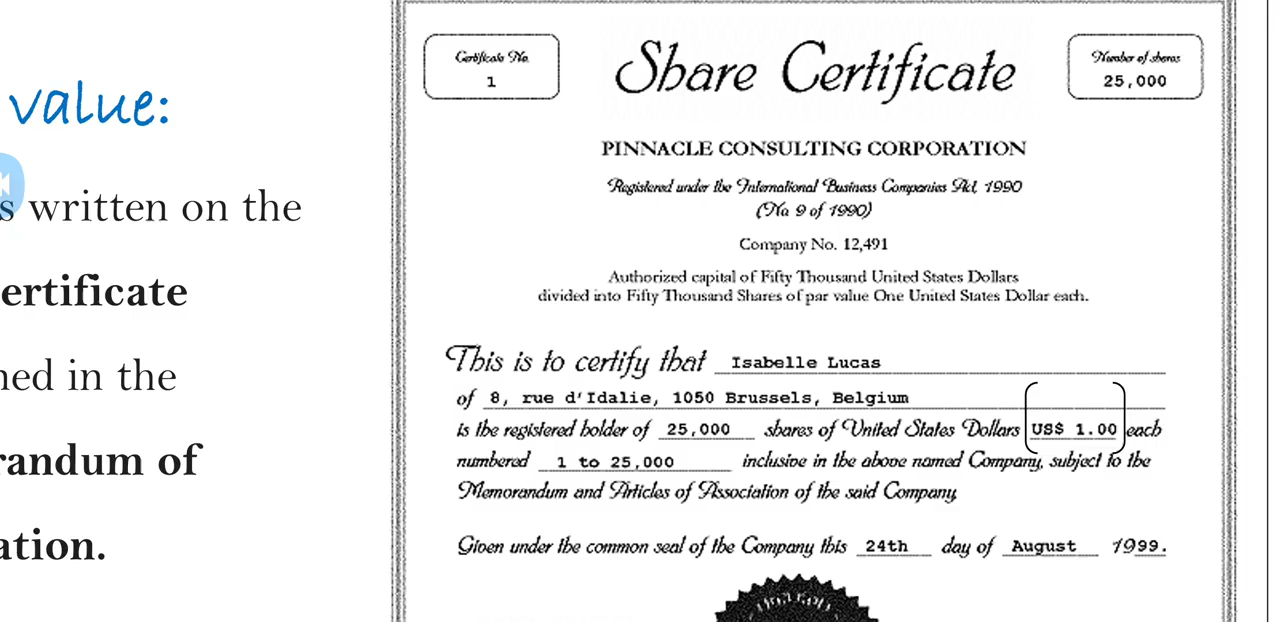 value:
s written on the
ertificate
ned in the
randum of
ation.
Certificate No.
1
Share Certificate
Number of shares
25,000
PINNACLE CONSULTING CORPORATION
Registered under the International Business Companies Act, 1990
(No. 9 of 1990)
Company No. 12,491
Authorized capital of Fifty Thousand United States Dollars
divided into Fifty Thousand Shares of par value One United States Dollar each.
This is to certify that Isabelle Lucas
of 8, rue d'Idalie, 1050 Brussels, Belgium
is the registered holder of 25,000 shares of United States Dollars US$ 1.00 each
numbered 1 to 25,000 inclusive in the above named Company, subject to the
Memorandum and Articles of Association of the said Company.
Given under the common seal of the Company this 24th day of August 1999.